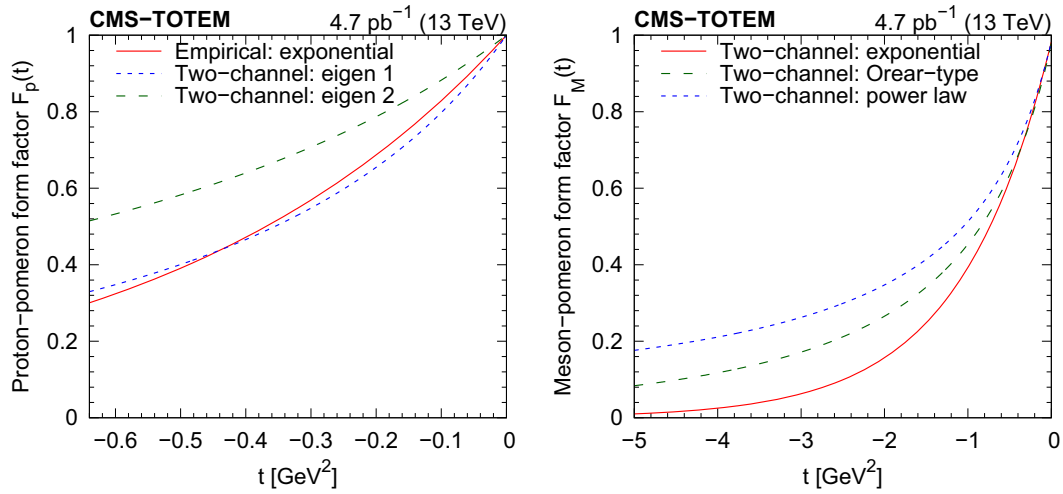 CMS−TOTEM 4.7 pb⁻¹ (13 TeV)
Empirical: exponential
Two-channel: eigen 1
Two-channel: eigen 2
Proton-pomeron form factor Fₚ(t)
1
0.8
0.6
0.4
0.2
0
−0.6 −0.5 −0.4 −0.3 −0.2 −0.1 0
t [GeV²]
CMS−TOTEM 4.7 pb⁻¹ (13 TeV)
Two-channel: exponential
Two-channel: Orear-type
Two-channel: power law
Meson-pomeron form factor F_M(t)
1
0.8
0.6
0.4
0.2
0
−5 −4 −3 −2 −1 0
t [GeV²]